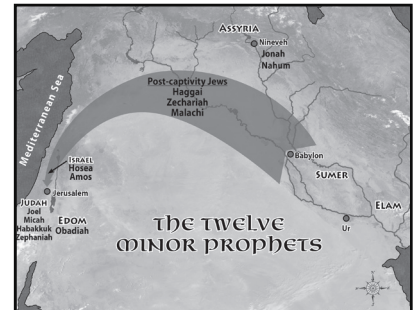 ASSYRIA
Nineveh
Jonah
Nahum
Mediterranean Sea
Post-captivity Jews
Haggai
Zechariah
Malachi
ISRAEL
Hosea
Amos
Babylon
SUMER
ELAM
Jerusalem
JUDAH
Joel
Micah
Habakkuk
Zephaniah
EDOM
Obadiah
Ur
THE TWELVE
MINOR PROPHETS